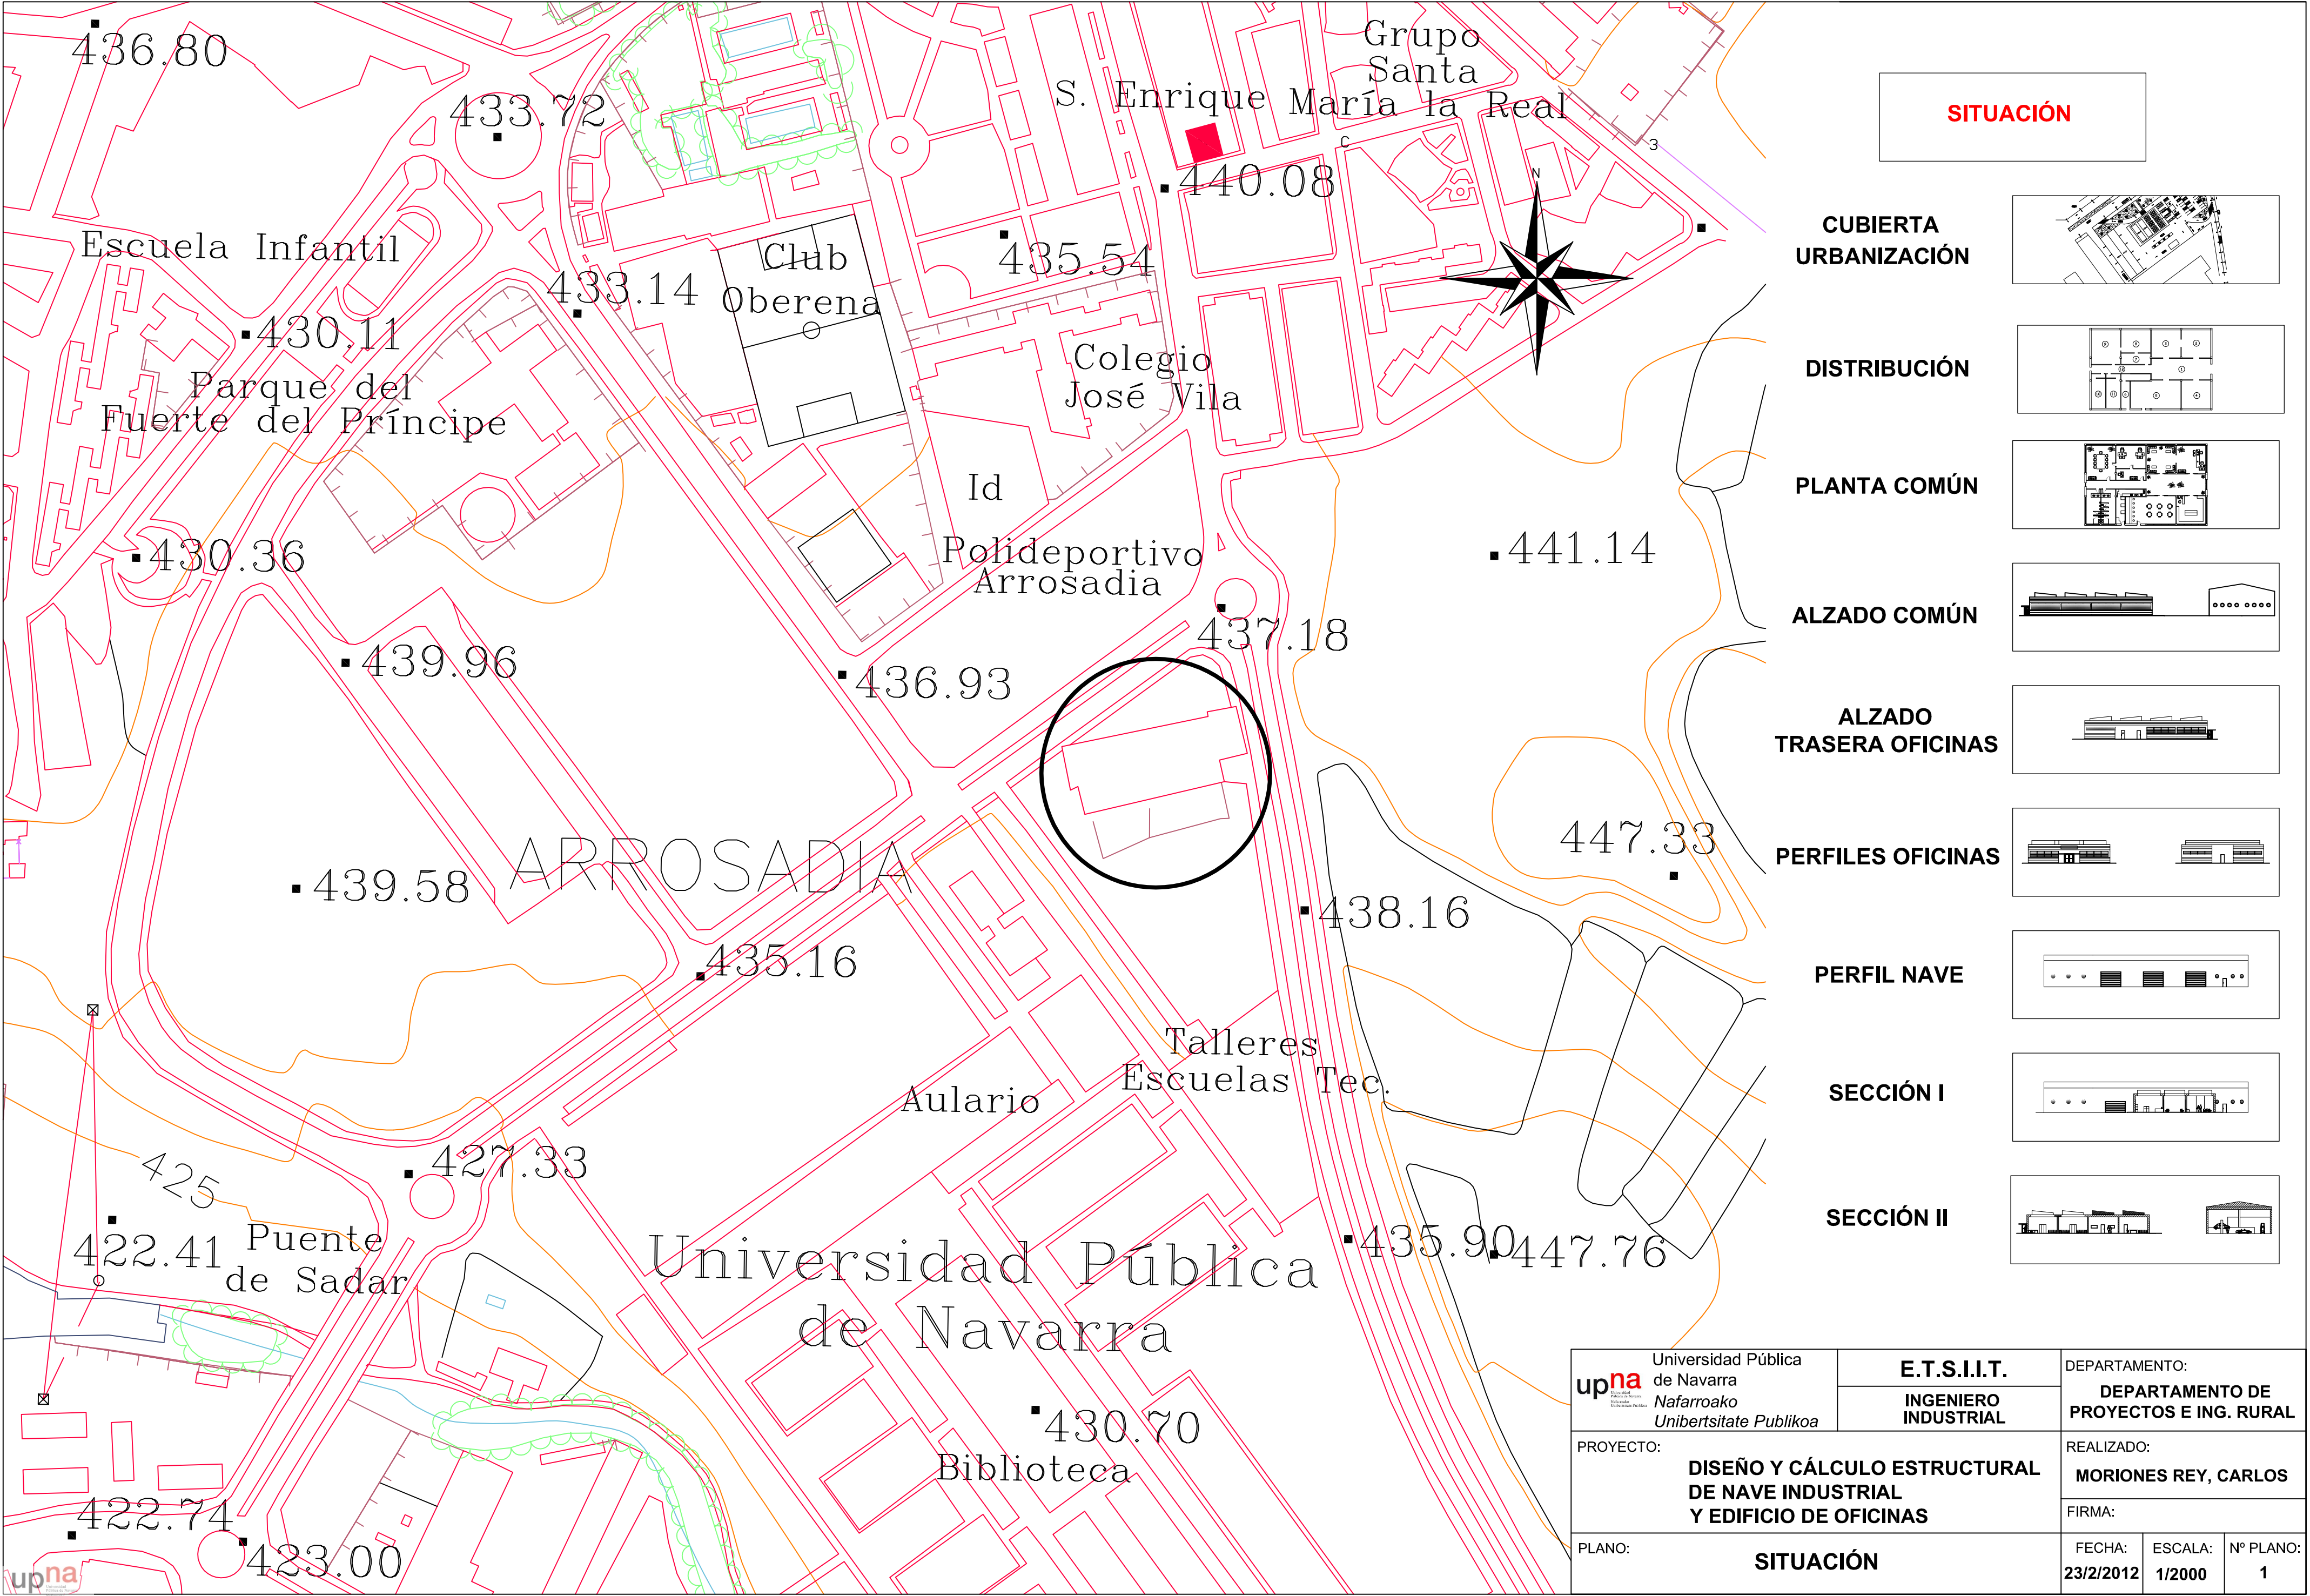 436.80
433.72
Grupo
Santa
S. Enrique María la Real
C
3
N
440.08
Escuela Infantil
Club
Oberena
435.54
433.14
430.11
Parque del
Fuerte del Príncipe
Colegio
José Vila
Id
Polideportivo
Arrosadia
430.36
441.14
437.18
439.96
436.93
ARROSADIA
447.33
439.58
438.16
435.16
Talleres
Escuelas Tec.
Aulario
427.33
425
422.41
Puente
de Sadar
Universidad Pública
de Navarra
435.90
447.76
430.70
Biblioteca
422.74
423.00
upna
SITUACIÓN
CUBIERTA
URBANIZACIÓN
DISTRIBUCIÓN
PLANTA COMÚN
ALZADO COMÚN
ALZADO
TRASERA OFICINAS
PERFILES OFICINAS
PERFIL NAVE
SECCIÓN I
SECCIÓN II
upna
Universidad Pública
de Navarra
Nafarroako
Unibertsitate Publikoa
E.T.S.I.I.T.
INGENIERO
INDUSTRIAL
DEPARTAMENTO:
DEPARTAMENTO DE
PROYECTOS E ING. RURAL
PROYECTO:
DISEÑO Y CÁLCULO ESTRUCTURAL
DE NAVE INDUSTRIAL
Y EDIFICIO DE OFICINAS
REALIZADO:
MORIONES REY, CARLOS
FIRMA:
PLANO:
SITUACIÓN
FECHA:
23/2/2012
ESCALA:
1/2000
Nº PLANO:
1